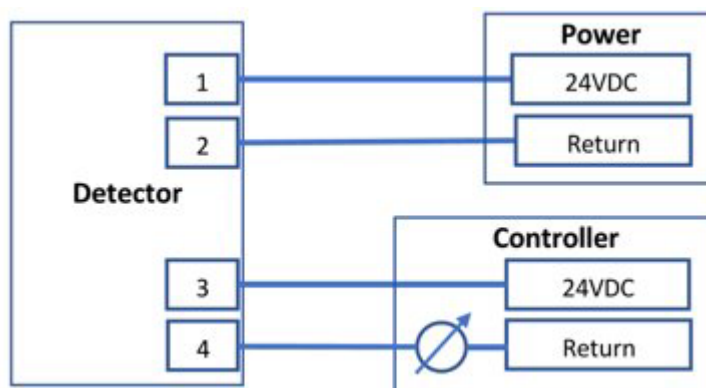 Power
1
24VDC
2
Return
Detector
Controller
3
24VDC
4
Return